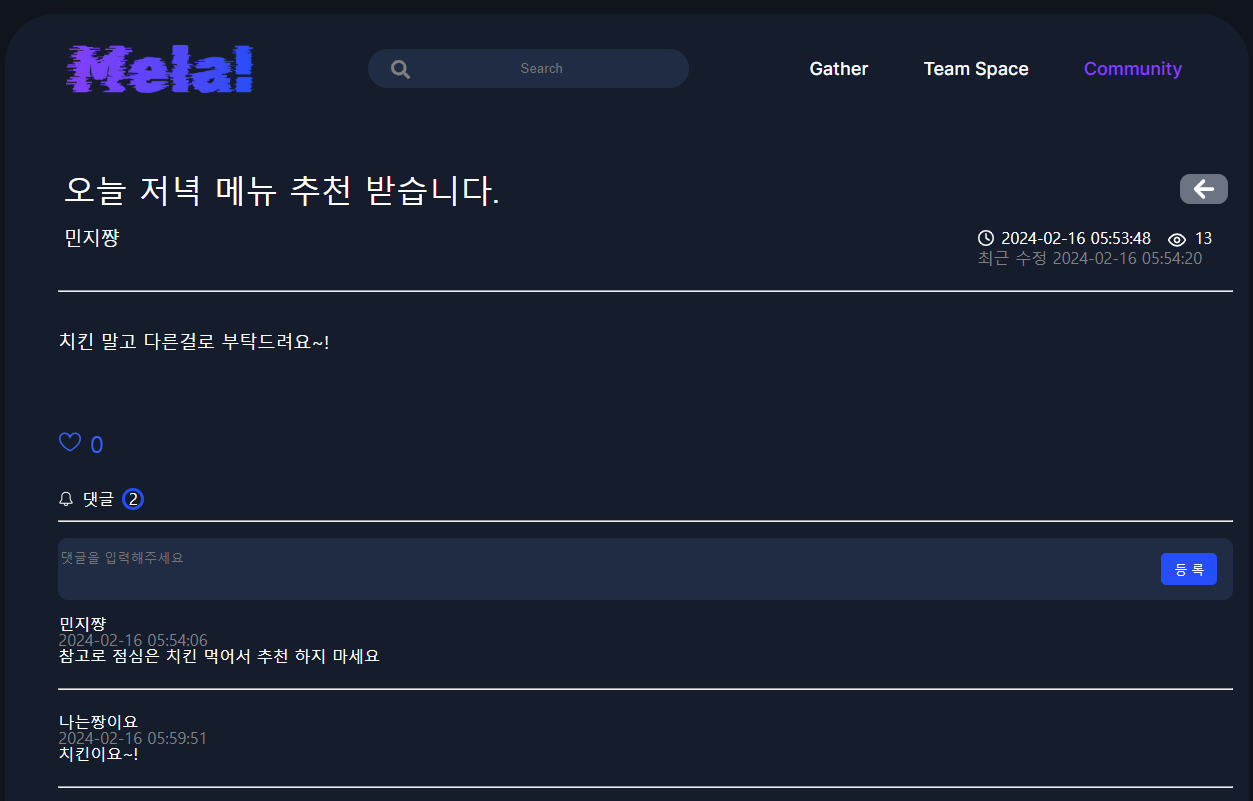 Mela!
Search
Gather
Team Space
Community
오늘 저녁 메뉴 추천 받습니다.
민지쨩
2024-02-16 05:53:48 13
최근 수정 2024-02-16 05:54:20
치킨 말고 다른걸로 부탁드려요~!
0
댓글 2
댓글을 입력해주세요
등 록
민지쨩
2024-02-16 05:54:06
참고로 점심은 치킨 먹어서 추천 하지 마세요
나는짱이요
2024-02-16 05:59:51
치킨이요~!